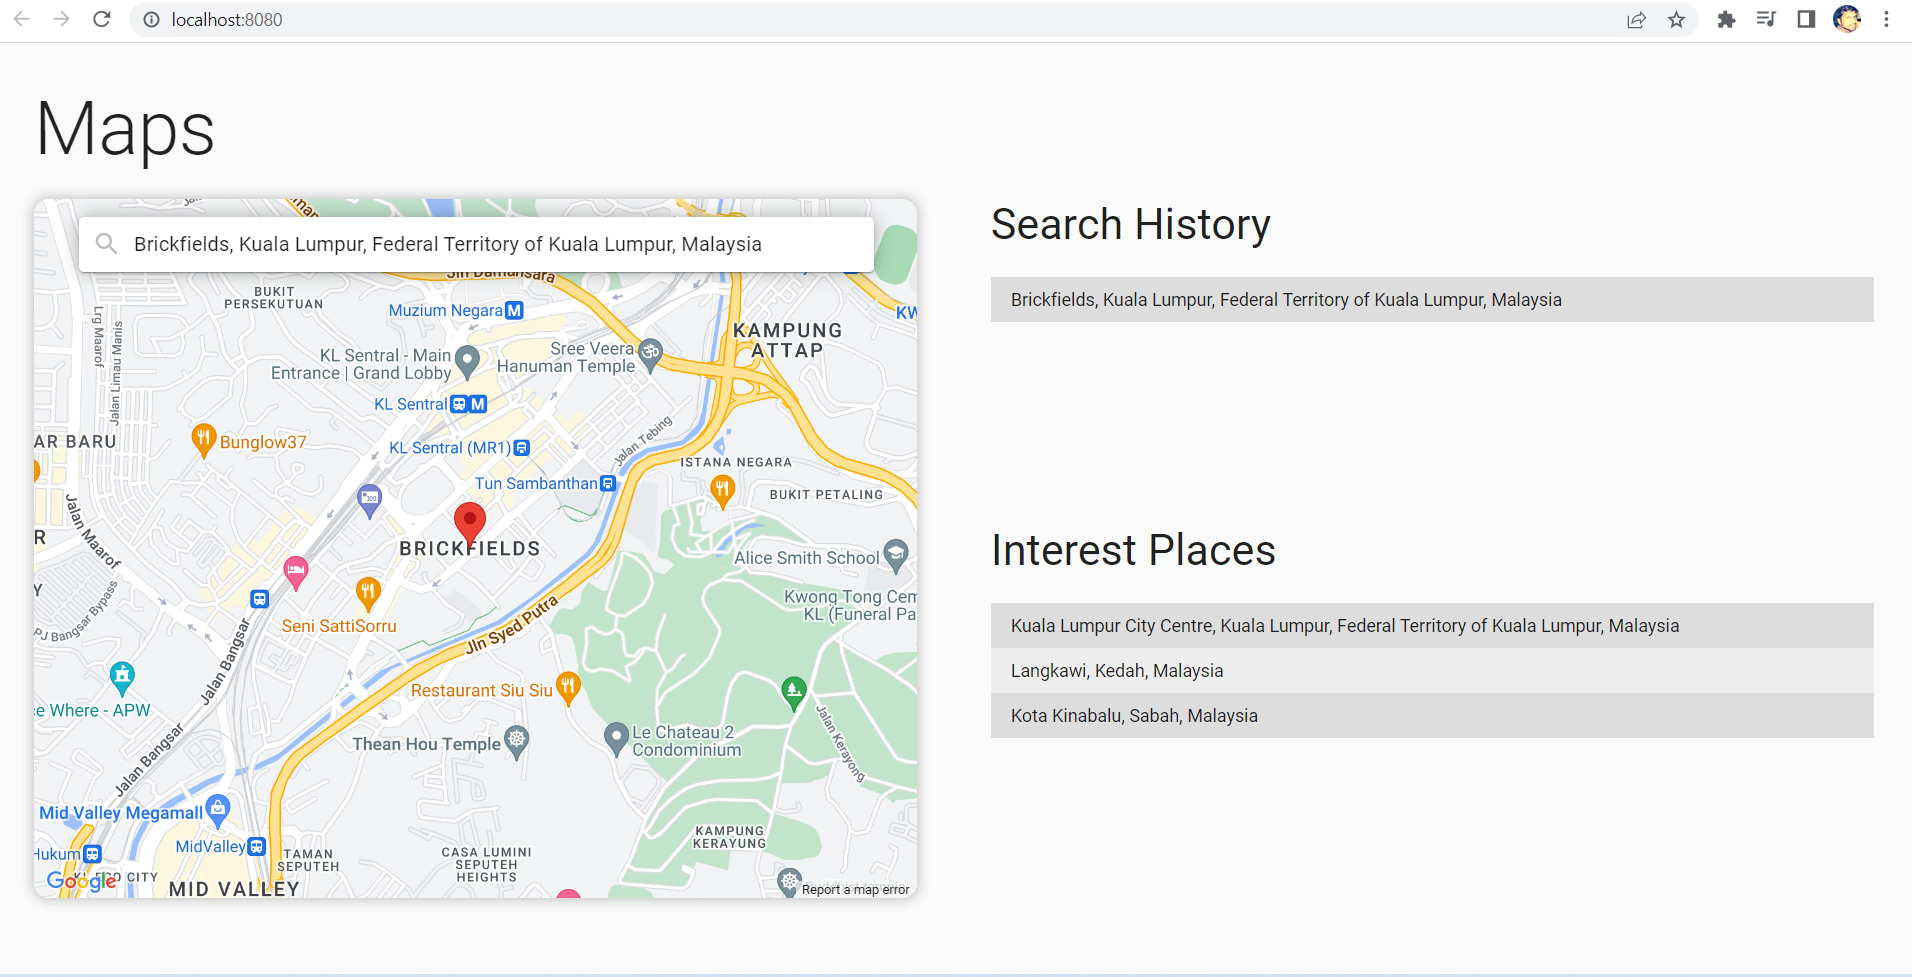 localhost:8080
Maps
Brickfields, Kuala Lumpur, Federal Territory of Kuala Lumpur, Malaysia
Jln Damansara
BUKIT
PERSEKUTUAN
Lrg Maarof
Jalan Limau Manis
Muzium Negara M
KW
KAMPUNG
ATTAP
KL Sentral - Main
Entrance | Grand Lobby
Sree Veera
Hanuman Temple
KL Sentral M
AR BARU
Bunglow37
KL Sentral (MR1)
Jalan Tebing
ISTANA NEGARA
Tun Sambanthan
BUKIT PETALING
Jalan Maarof
R
BRICKFIELDS
Alice Smith School
Y
PJ Bangsar Bypass
Kwong Tong Cem
KL (Funeral Pa
Seni SattiSorru
Jln Syed Putra
Jalan Bangsar
Restaurant Siu Siu
ce Where - APW
Jalan Kerayong
Le Chateau 2
Condominium
Thean Hou Temple
Jalan Bangsar
Mid Valley Megamall
KAMPUNG
KERAYUNG
MidValley
Hukum
TAMAN
SEPUTEH
CASA LUMINI
SEPUTEH
HEIGHTS
Google
CITY
MID VALLEY
Report a map error
Search History
Brickfields, Kuala Lumpur, Federal Territory of Kuala Lumpur, Malaysia
Interest Places
Kuala Lumpur City Centre, Kuala Lumpur, Federal Territory of Kuala Lumpur, Malaysia
Langkawi, Kedah, Malaysia
Kota Kinabalu, Sabah, Malaysia